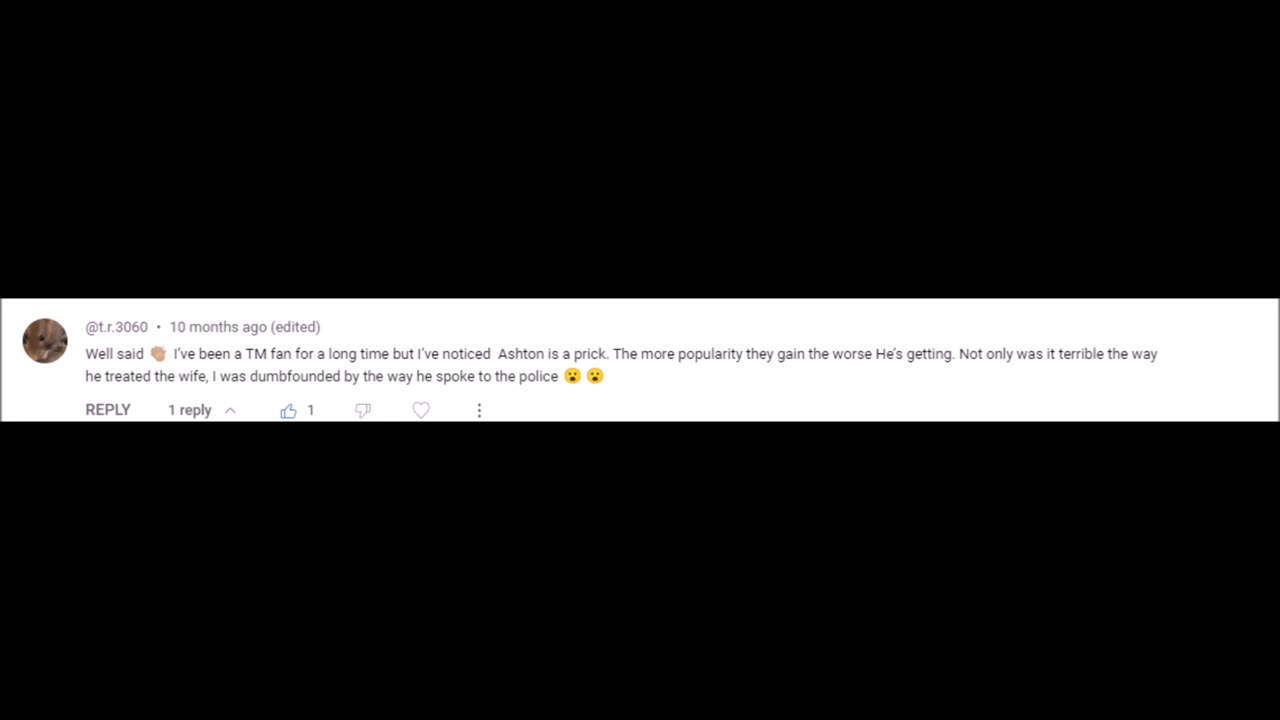 @t.r.3060 • 10 months ago (edited)
Well said 👏🏼 I've been a TM fan for a long time but I've noticed  Ashton is a prick. The more popularity they gain the worse He's getting. Not only was it terrible the way
he treated the wife, I was dumbfounded by the way he spoke to the police 😮 😮
REPLY 1 reply 1